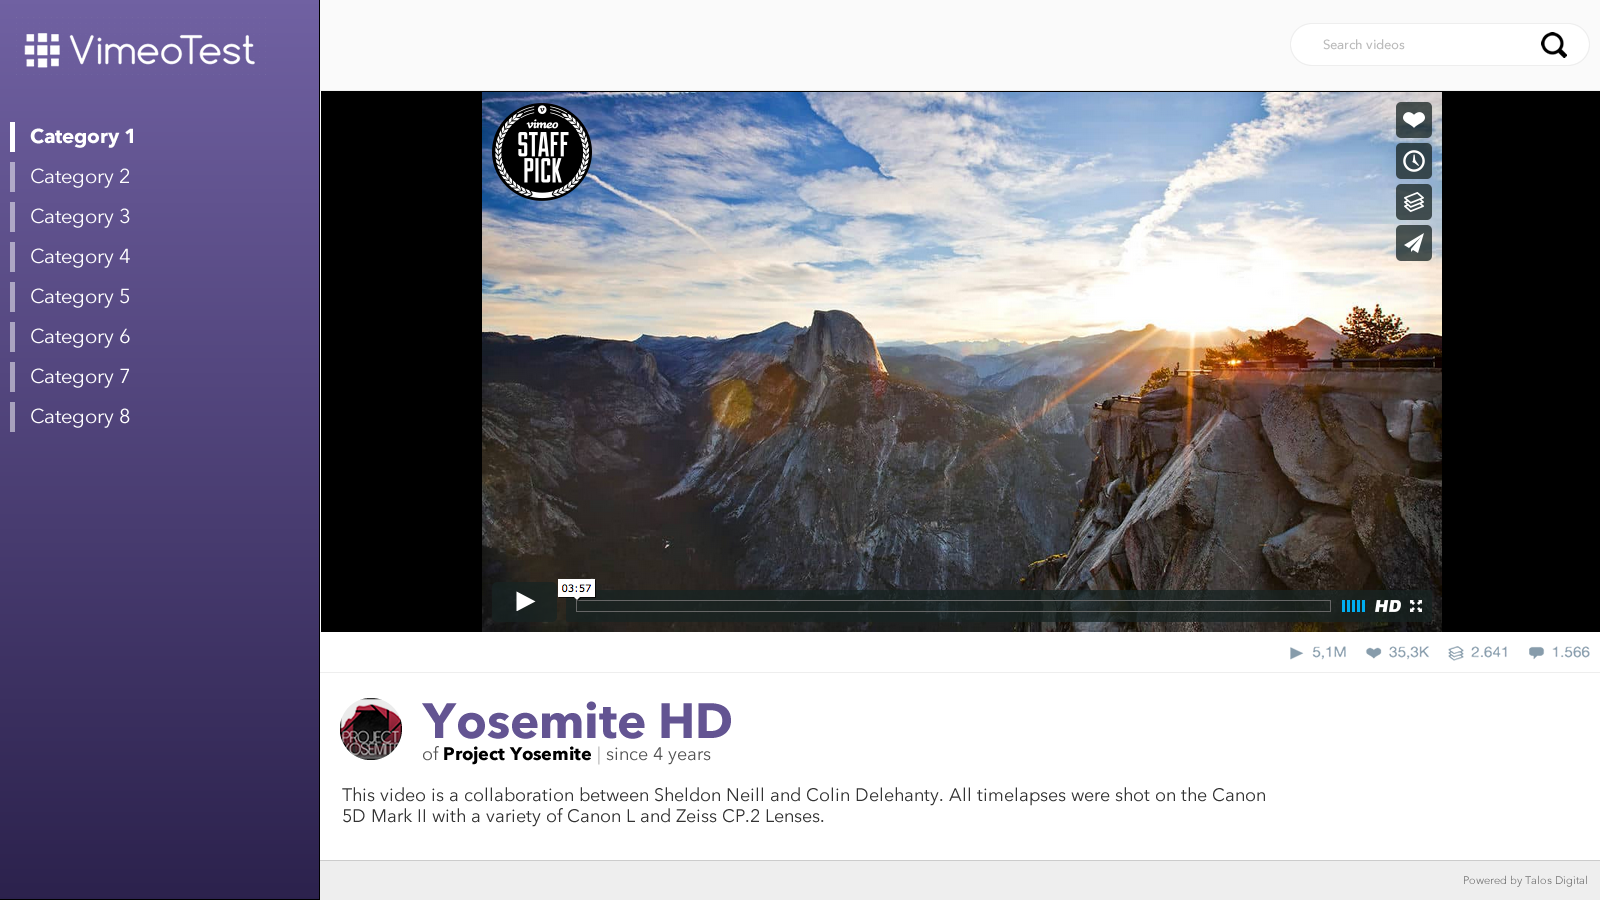 VimeoTest
Search videos
Category 1
Category 2
Category 3
Category 4
Category 5
Category 6
Category 7
Category 8
vimeo
STAFF
PICK
03:57
HD
5,1M 35,3K 2.641 1.566
PROJECT
YOSEMITE
Yosemite HD
of Project Yosemite | since 4 years
This video is a collaboration between Sheldon Neill and Colin Delehanty. All timelapses were shot on the Canon
5D Mark II with a variety of Canon L and Zeiss CP.2 Lenses.
Powered by Talos Digital